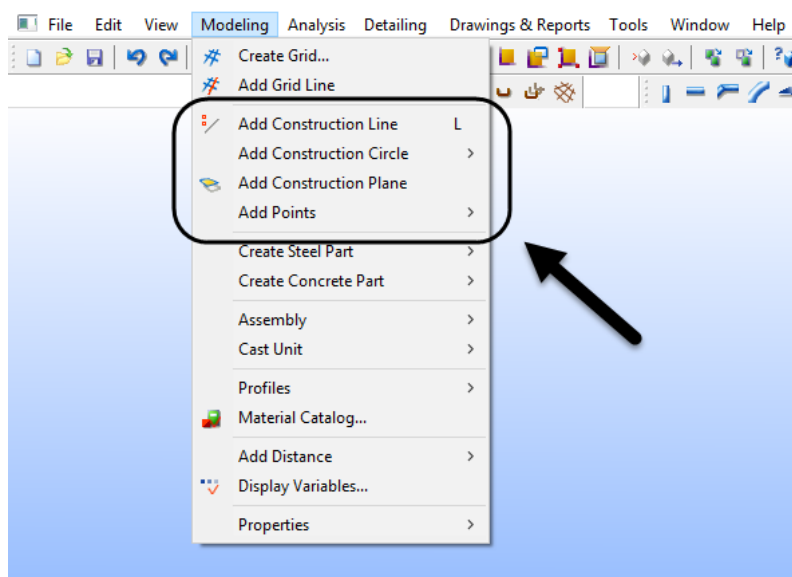 File Edit View Modeling Analysis Detailing Drawings & Reports Tools Window Help
Create Grid...
Add Grid Line
Add Construction Line L
Add Construction Circle
Add Construction Plane
Add Points
Create Steel Part
Create Concrete Part
Assembly
Cast Unit
Profiles
Material Catalog...
Add Distance
Display Variables...
Properties